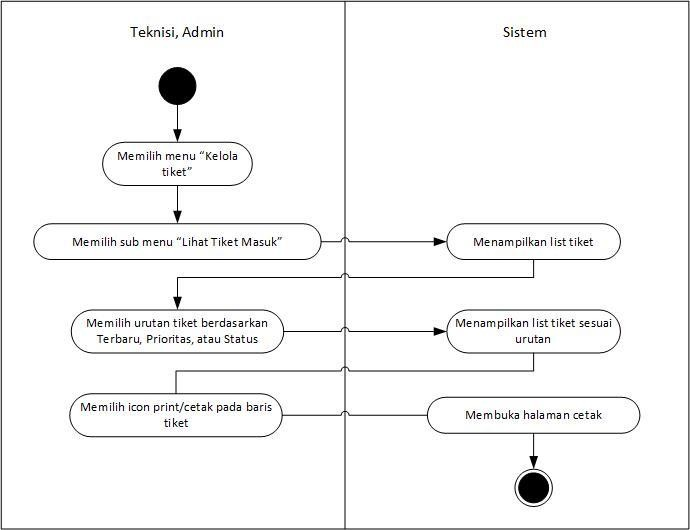 Teknisi, Admin
Sistem
Memilih menu “Kelola
tiket”
Memilih sub menu “Lihat Tiket Masuk”
Menampilkan list tiket
Memilih urutan tiket berdasarkan
Terbaru, Prioritas, atau Status
Menampilkan list tiket sesuai
urutan
Memilih icon print/cetak pada baris
tiket
Membuka halaman cetak